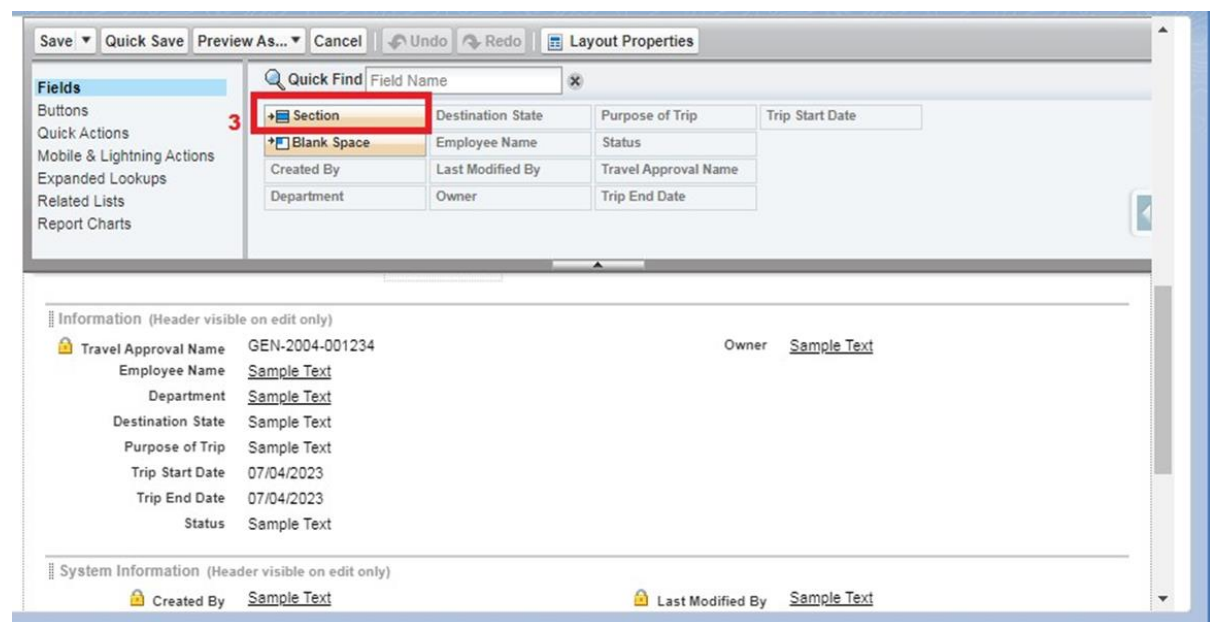 Save Quick Save Preview As... Cancel Undo Redo Layout Properties
Fields
Buttons
Quick Actions
Mobile & Lightning Actions
Expanded Lookups
Related Lists
Report Charts
Quick Find Field Name
3
Section Destination State Purpose of Trip Trip Start Date
Blank Space Employee Name Status
Created By Last Modified By Travel Approval Name
Department Owner Trip End Date
Information (Header visible on edit only)
Travel Approval Name GEN-2004-001234 Owner Sample Text
Employee Name Sample Text
Department Sample Text
Destination State Sample Text
Purpose of Trip Sample Text
Trip Start Date 07/04/2023
Trip End Date 07/04/2023
Status Sample Text
System Information (Header visible on edit only)
Created By Sample Text Last Modified By Sample Text